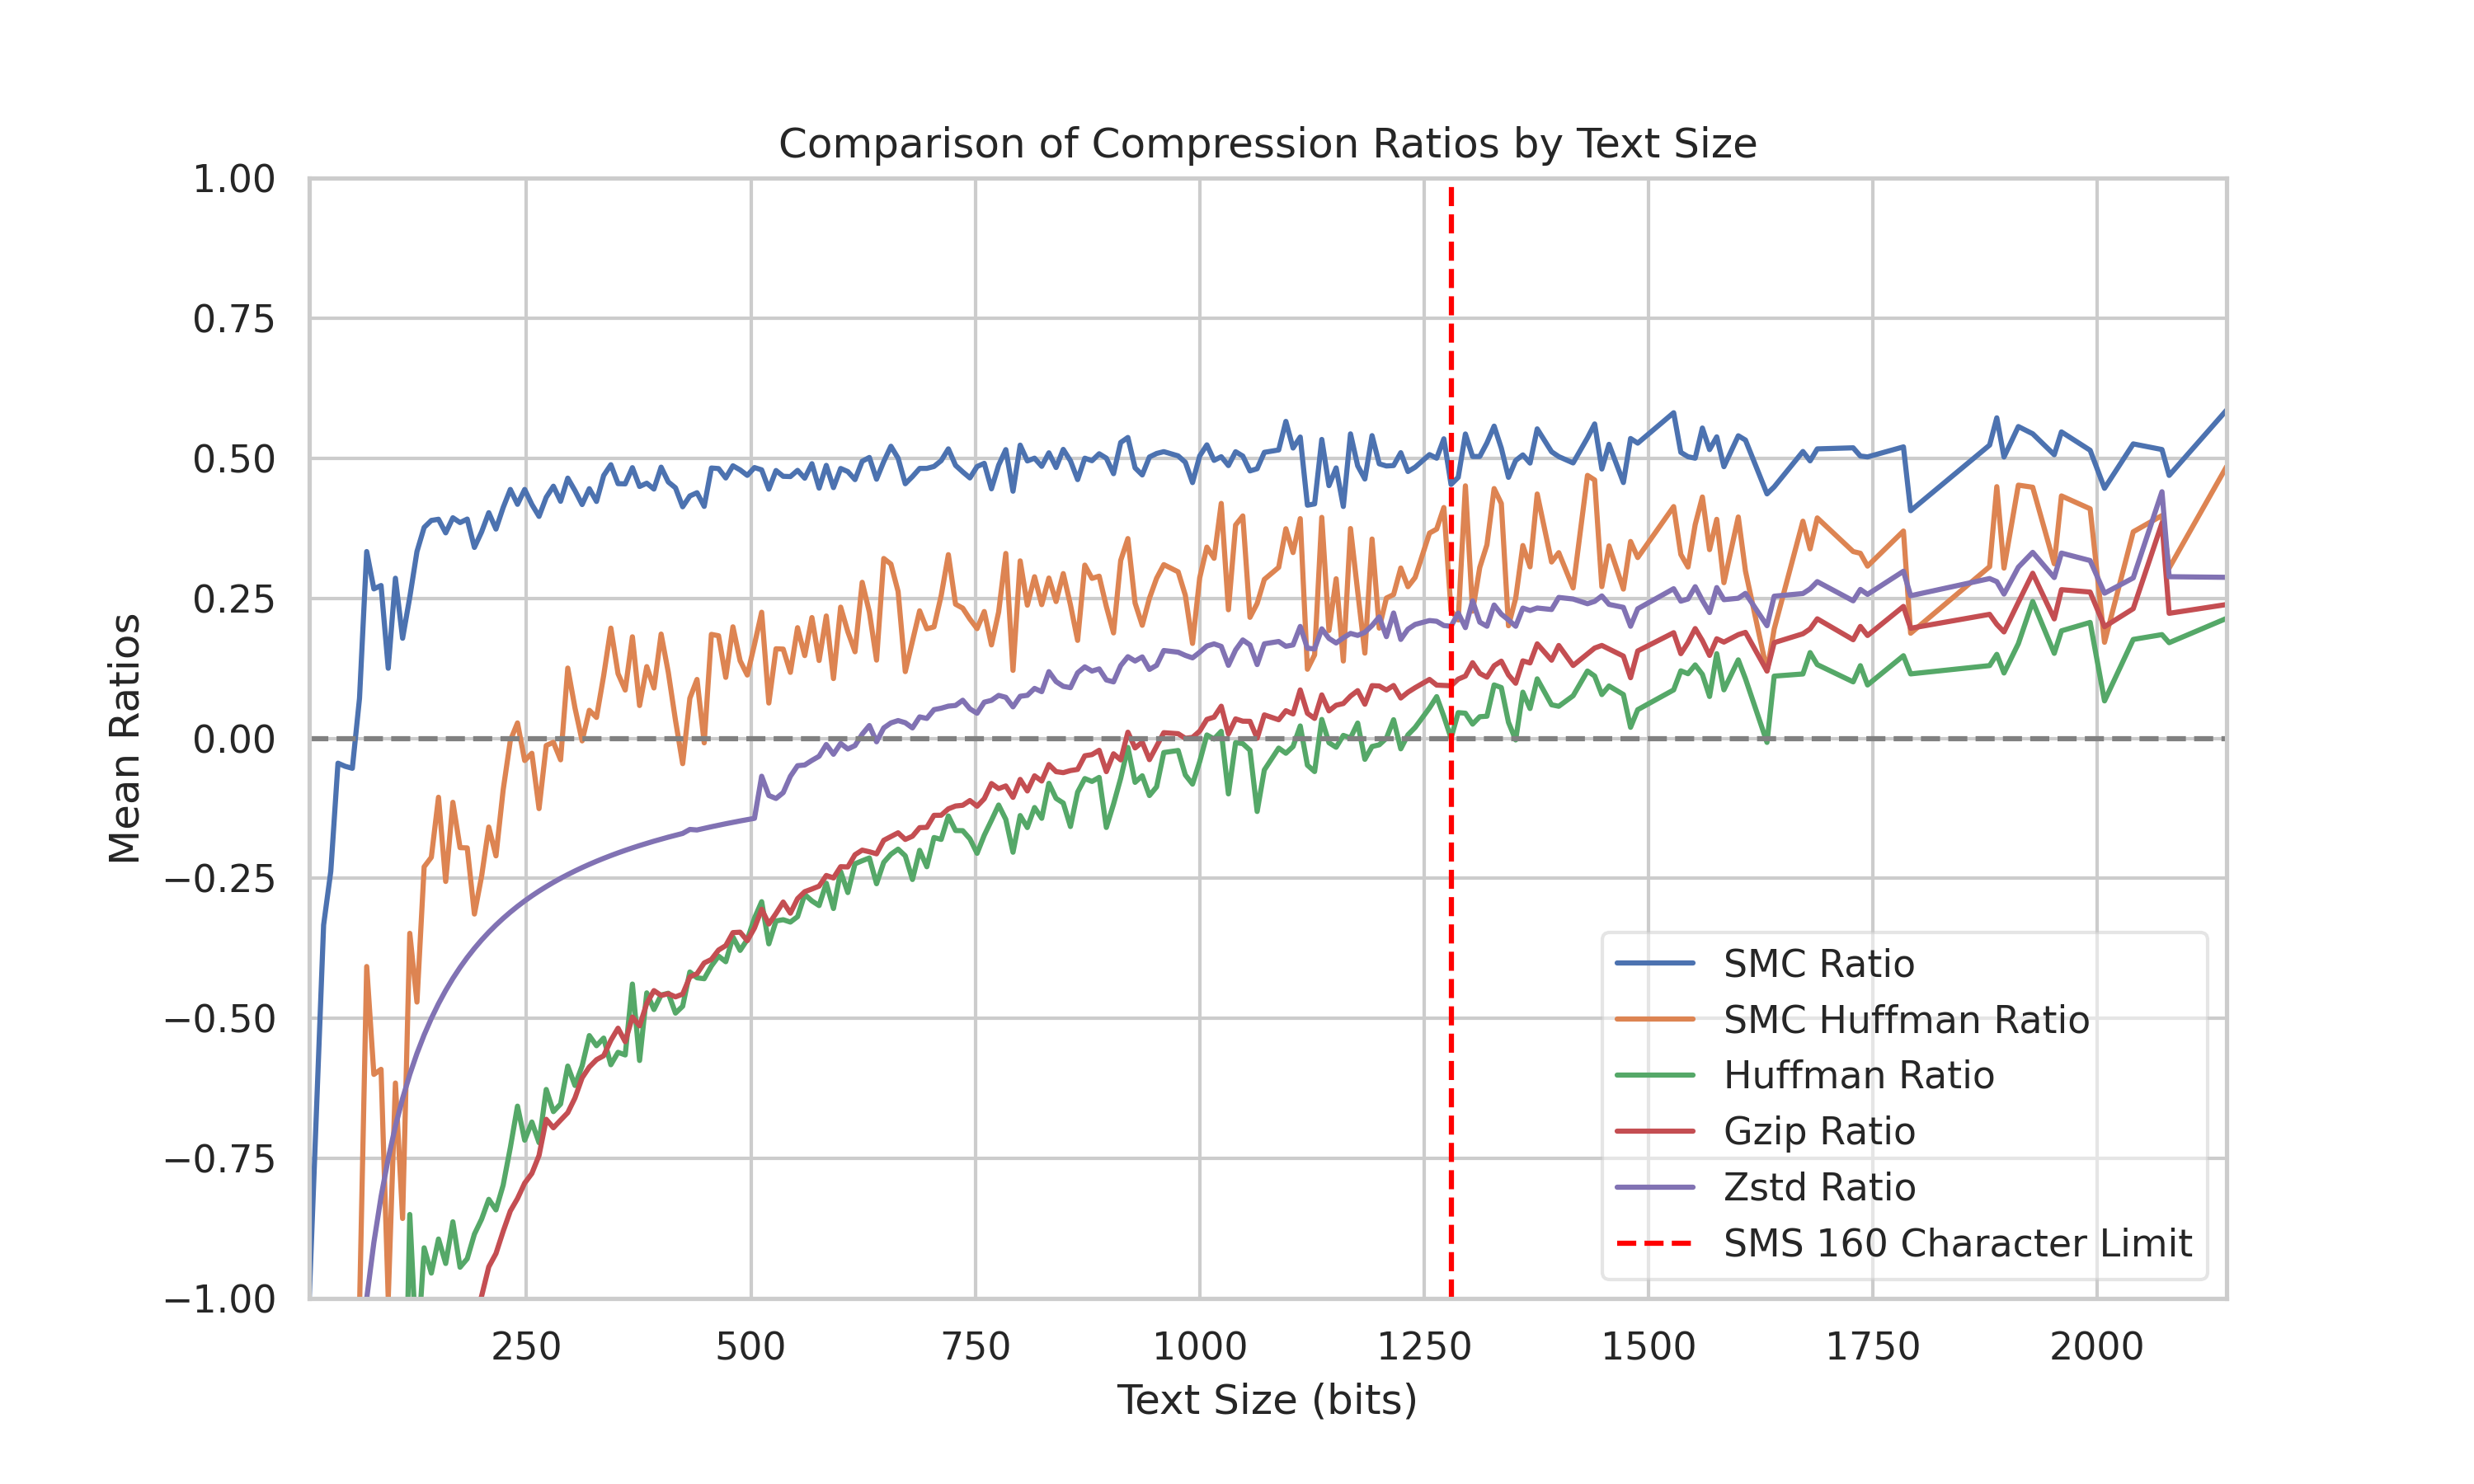 Comparison of Compression Ratios by Text Size
1.00
0.75
0.50
0.25
0.00
−0.25
−0.50
−0.75
−1.00
Mean Ratios
250 500 750 1000 1250 1500 1750 2000
Text Size (bits)
SMC Ratio
SMC Huffman Ratio
Huffman Ratio
Gzip Ratio
Zstd Ratio
SMS 160 Character Limit